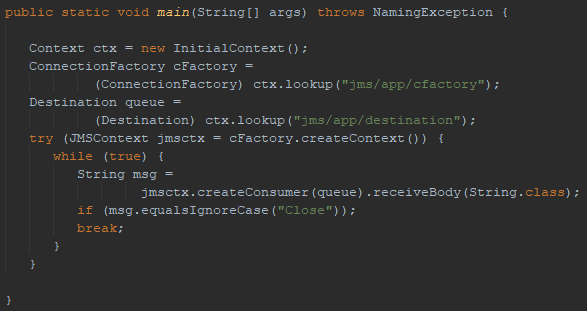 public static void main(String[] args) throws NamingException {
Context ctx = new InitialContext();
ConnectionFactory cFactory =
(ConnectionFactory) ctx.lookup("jms/app/cfactory");
Destination queue =
(Destination) ctx.lookup("jms/app/destination");
try (JMSContext jmsctx = cFactory.createContext()) {
while (true) {
String msg =
jmsctx.createConsumer(queue).receiveBody(String.class);
if (msg.equalsIgnoreCase("Close"));
break;
}
}
}